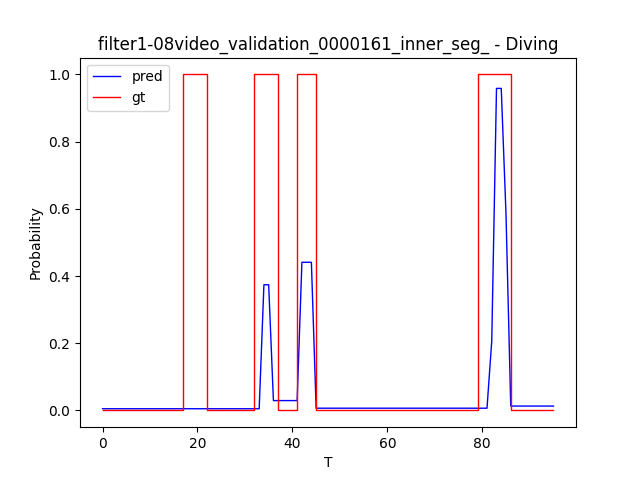 filter1-08video_validation_0000161_inner_seg_ - Diving
pred
gt
1.0
0.8
0.6
0.4
0.2
0.0
Probability
0
20
40
60
80
T